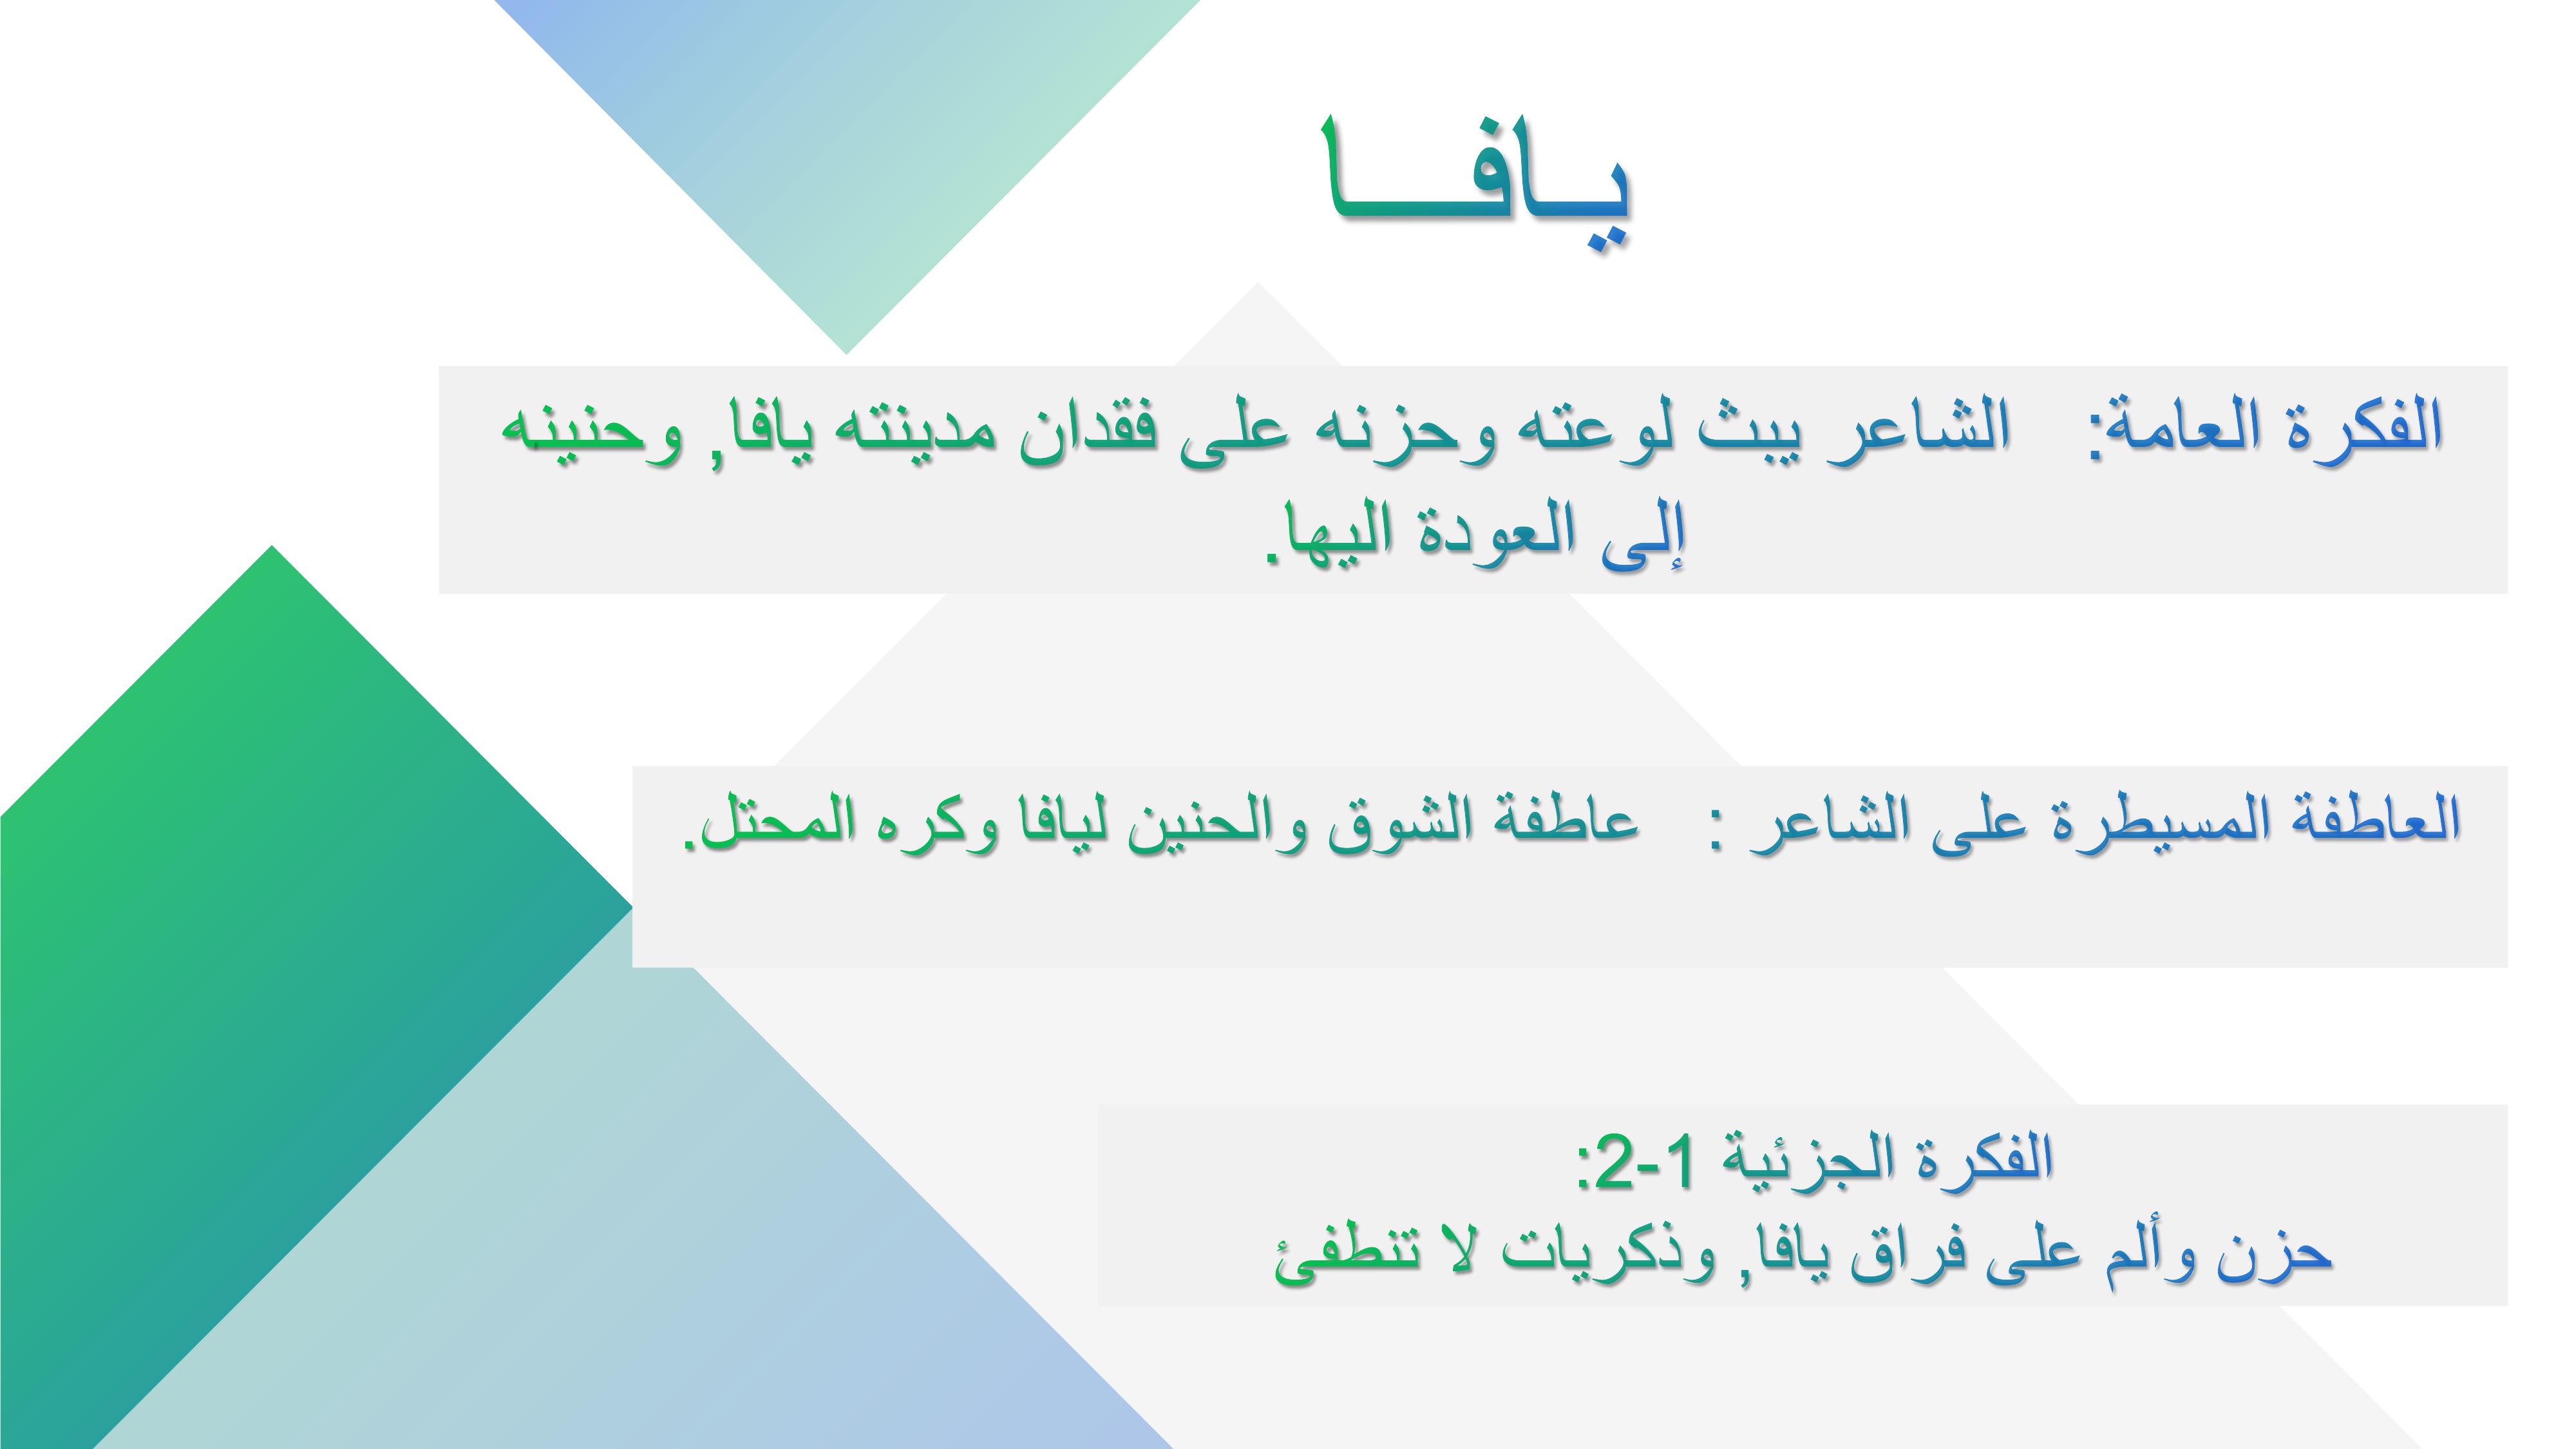 يـافـــا
الفكرة العامة: الشاعر يبث لوعته وحزنه على فقدان مدينته يافا, وحنينه
إلى العودة اليها.
العاطفة المسيطرة على الشاعر : عاطفة الشوق والحنين ليافا وكره المحتل.
الفكرة الجزئية 1-2:
حزن وألم على فراق يافا, وذكريات لا تنطفئ